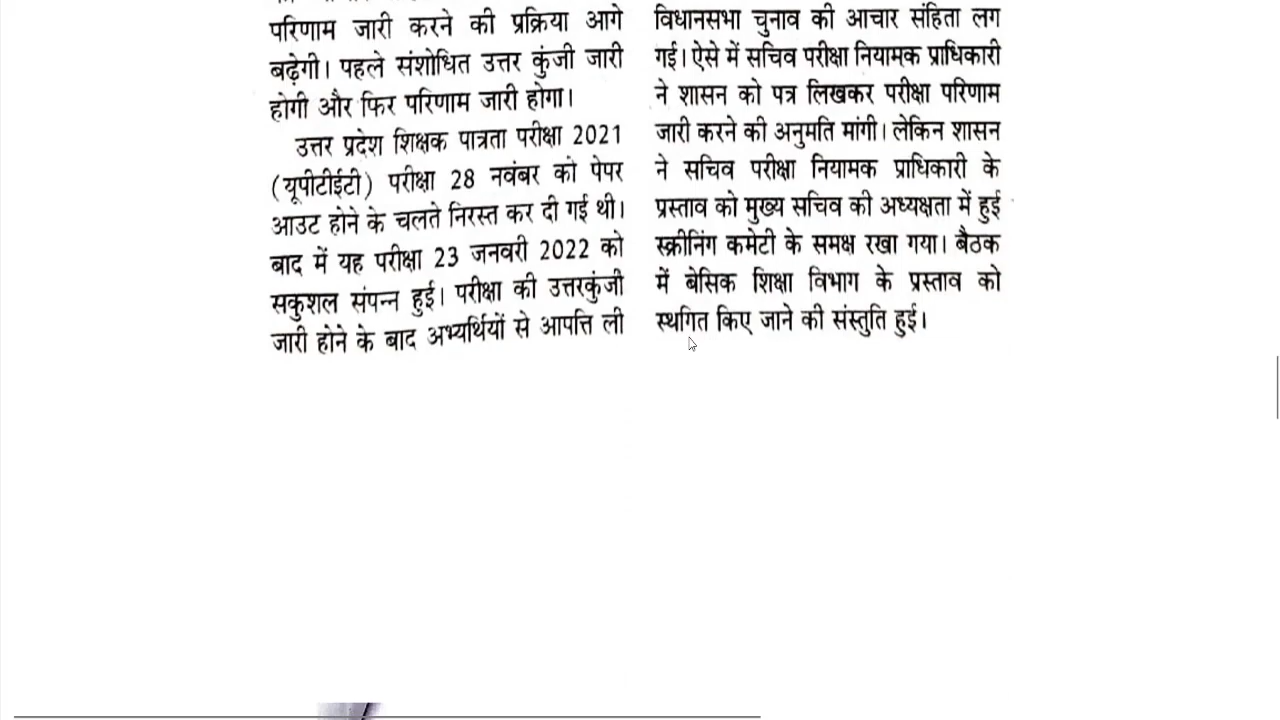 परिणाम जारी करने की प्रक्रिया आगे
बढ़ेगी। पहले संशोधित उत्तर कुंजी जारी
होगी और फिर परिणाम जारी होगा।
उत्तर प्रदेश शिक्षक पात्रता परीक्षा 2021
(यूपीटीईटी) परीक्षा 28 नवंबर को पेपर
आउट होने के चलते निरस्त कर दी गई थी।
बाद में यह परीक्षा 23 जनवरी 2022 को
सकुशल संपन्न हुई। परीक्षा की उत्तरकुंजी
जारी होने के बाद अभ्यर्थियों से आपत्ति ली
विधानसभा चुनाव की आचार संहिता लग
गई। ऐसे में सचिव परीक्षा नियामक प्राधिकारी
ने शासन को पत्र लिखकर परीक्षा परिणाम
जारी करने की अनुमति मांगी। लेकिन शासन
ने सचिव परीक्षा नियामक प्राधिकारी के
प्रस्ताव को मुख्य सचिव की अध्यक्षता में हुई
स्क्रीनिंग कमेटी के समक्ष रखा गया। बैठक
में बेसिक शिक्षा विभाग के प्रस्ताव को
स्थगित किए जाने की संस्तुति हुई।